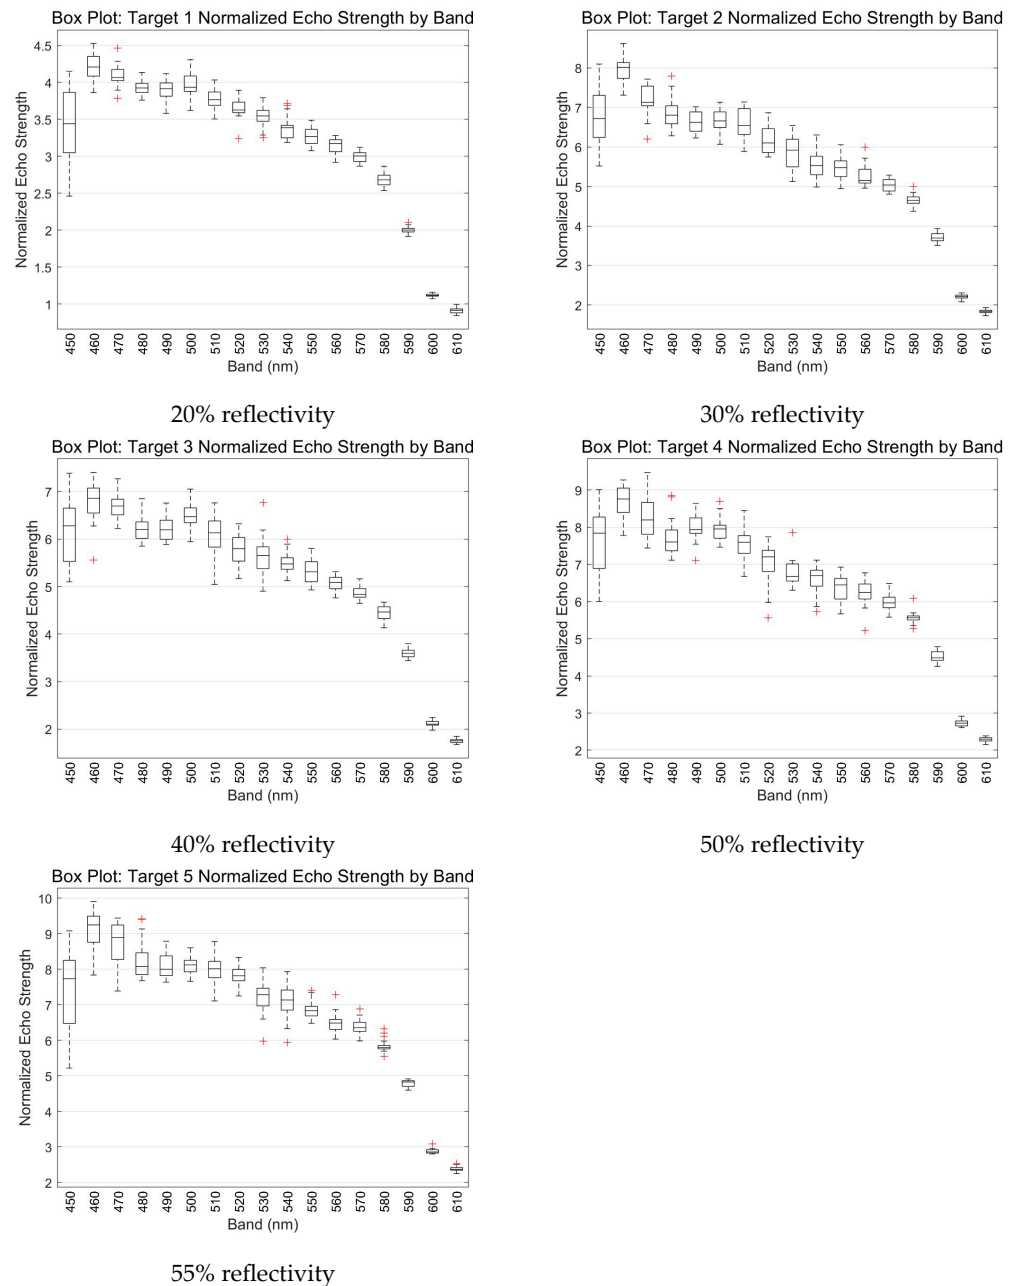 Box Plot: Target 1 Normalized Echo Strength by Band
Normalized Echo Strength
4.5
4
3.5
3
2.5
2
1.5
1
450 460 470 480 490 500 510 520 530 540 550 560 570 580 590 600 610
Band (nm)
20% reflectivity
Box Plot: Target 2 Normalized Echo Strength by Band
Normalized Echo Strength
8
7
6
5
4
3
2
450 460 470 480 490 500 510 520 530 540 550 560 570 580 590 600 610
Band (nm)
30% reflectivity
Box Plot: Target 3 Normalized Echo Strength by Band
Normalized Echo Strength
7
6
5
4
3
2
450 460 470 480 490 500 510 520 530 540 550 560 570 580 590 600 610
Band (nm)
40% reflectivity
Box Plot: Target 4 Normalized Echo Strength by Band
Normalized Echo Strength
9
8
7
6
5
4
3
2
450 460 470 480 490 500 510 520 530 540 550 560 570 580 590 600 610
Band (nm)
50% reflectivity
Box Plot: Target 5 Normalized Echo Strength by Band
Normalized Echo Strength
10
9
8
7
6
5
4
3
2
450 460 470 480 490 500 510 520 530 540 550 560 570 580 590 600 610
Band (nm)
55% reflectivity